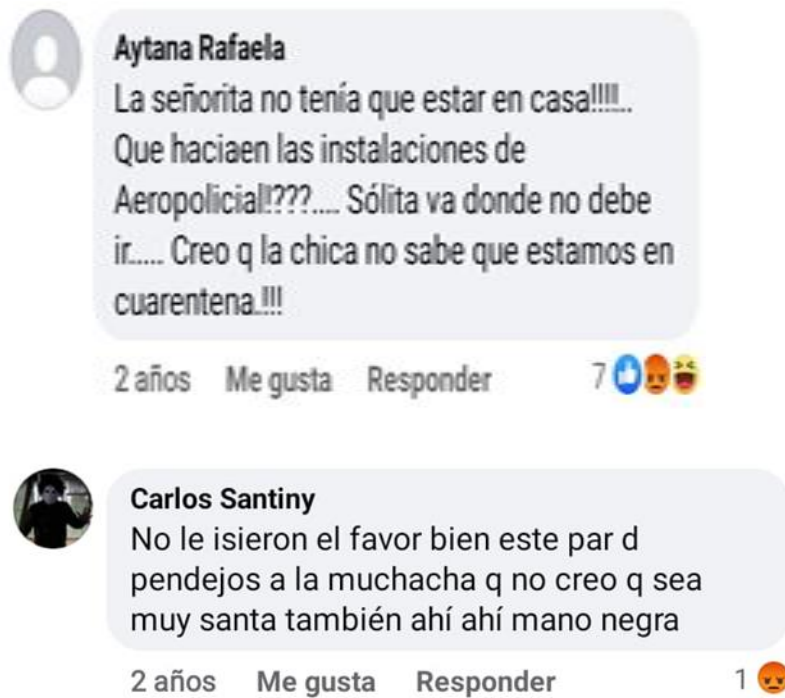 Aytana Rafaela
La señorita no tenía que estar en casa!!!!!..
Que haciaen las instalaciones de
Aeropolicial!???.... Sólita va donde no debe
ir..... Creo q la chica no sabe que estamos en
cuarentena.!!!
2 años Me gusta Responder 7
Carlos Santiny
No le isieron el favor bien este par d
pendejos a la muchacha q no creo q sea
muy santa también ahí ahí mano negra
2 años Me gusta Responder 1